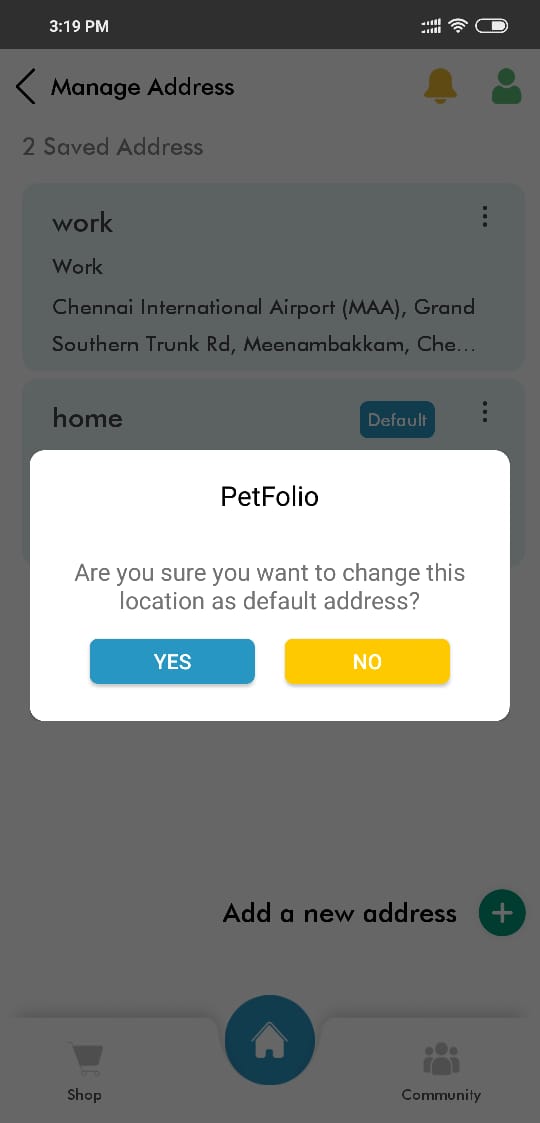 3:19 PM
Manage Address
2 Saved Address
work
Work
Chennai International Airport (MAA), Grand
Southern Trunk Rd, Meenambakkam, Che...
home
Default
PetFolio
Are you sure you want to change this
location as default address?
YES
NO
Add a new address
Shop
Community